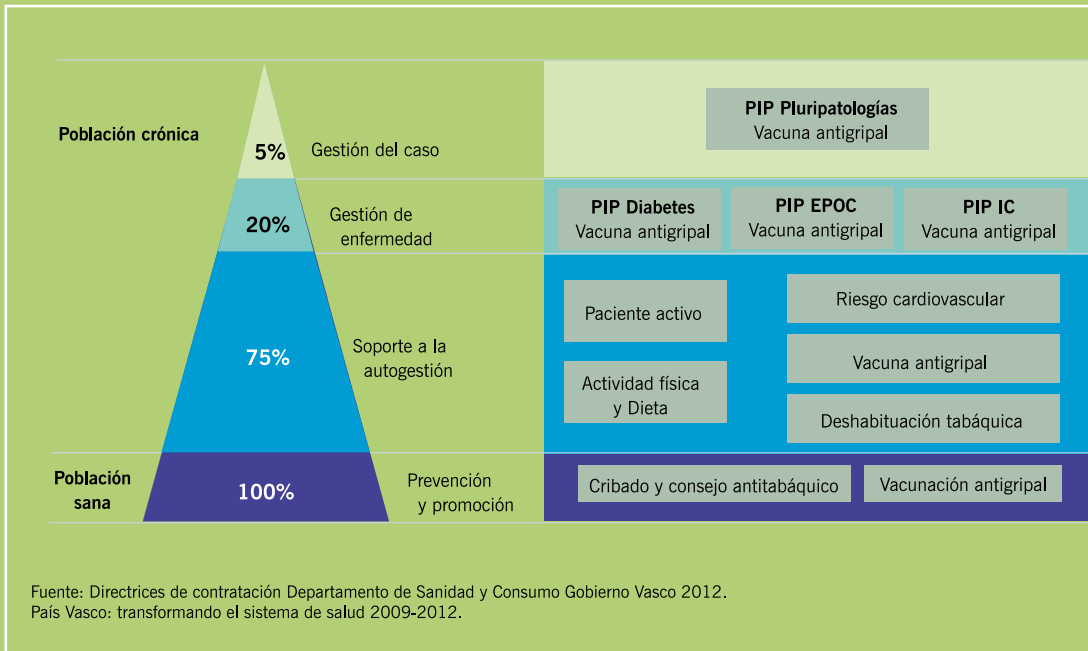 Población crónica
5%
Gestión del caso
PIP Pluripatologías
Vacuna antigripal
20%
Gestión de
enfermedad
PIP Diabetes
Vacuna antigripal
PIP EPOC
Vacuna antigripal
PIP IC
Vacuna antigripal
75%
Soporte a la
autogestión
Paciente activo
Actividad física
y Dieta
Riesgo cardiovascular
Vacuna antigripal
Deshabituación tabáquica
Población
sana
100%
Prevención
y promoción
Cribado y consejo antitabáquico
Vacunación antigripal
Fuente: Directrices de contratación Departamento de Sanidad y Consumo Gobierno Vasco 2012.
País Vasco: transformando el sistema de salud 2009-2012.